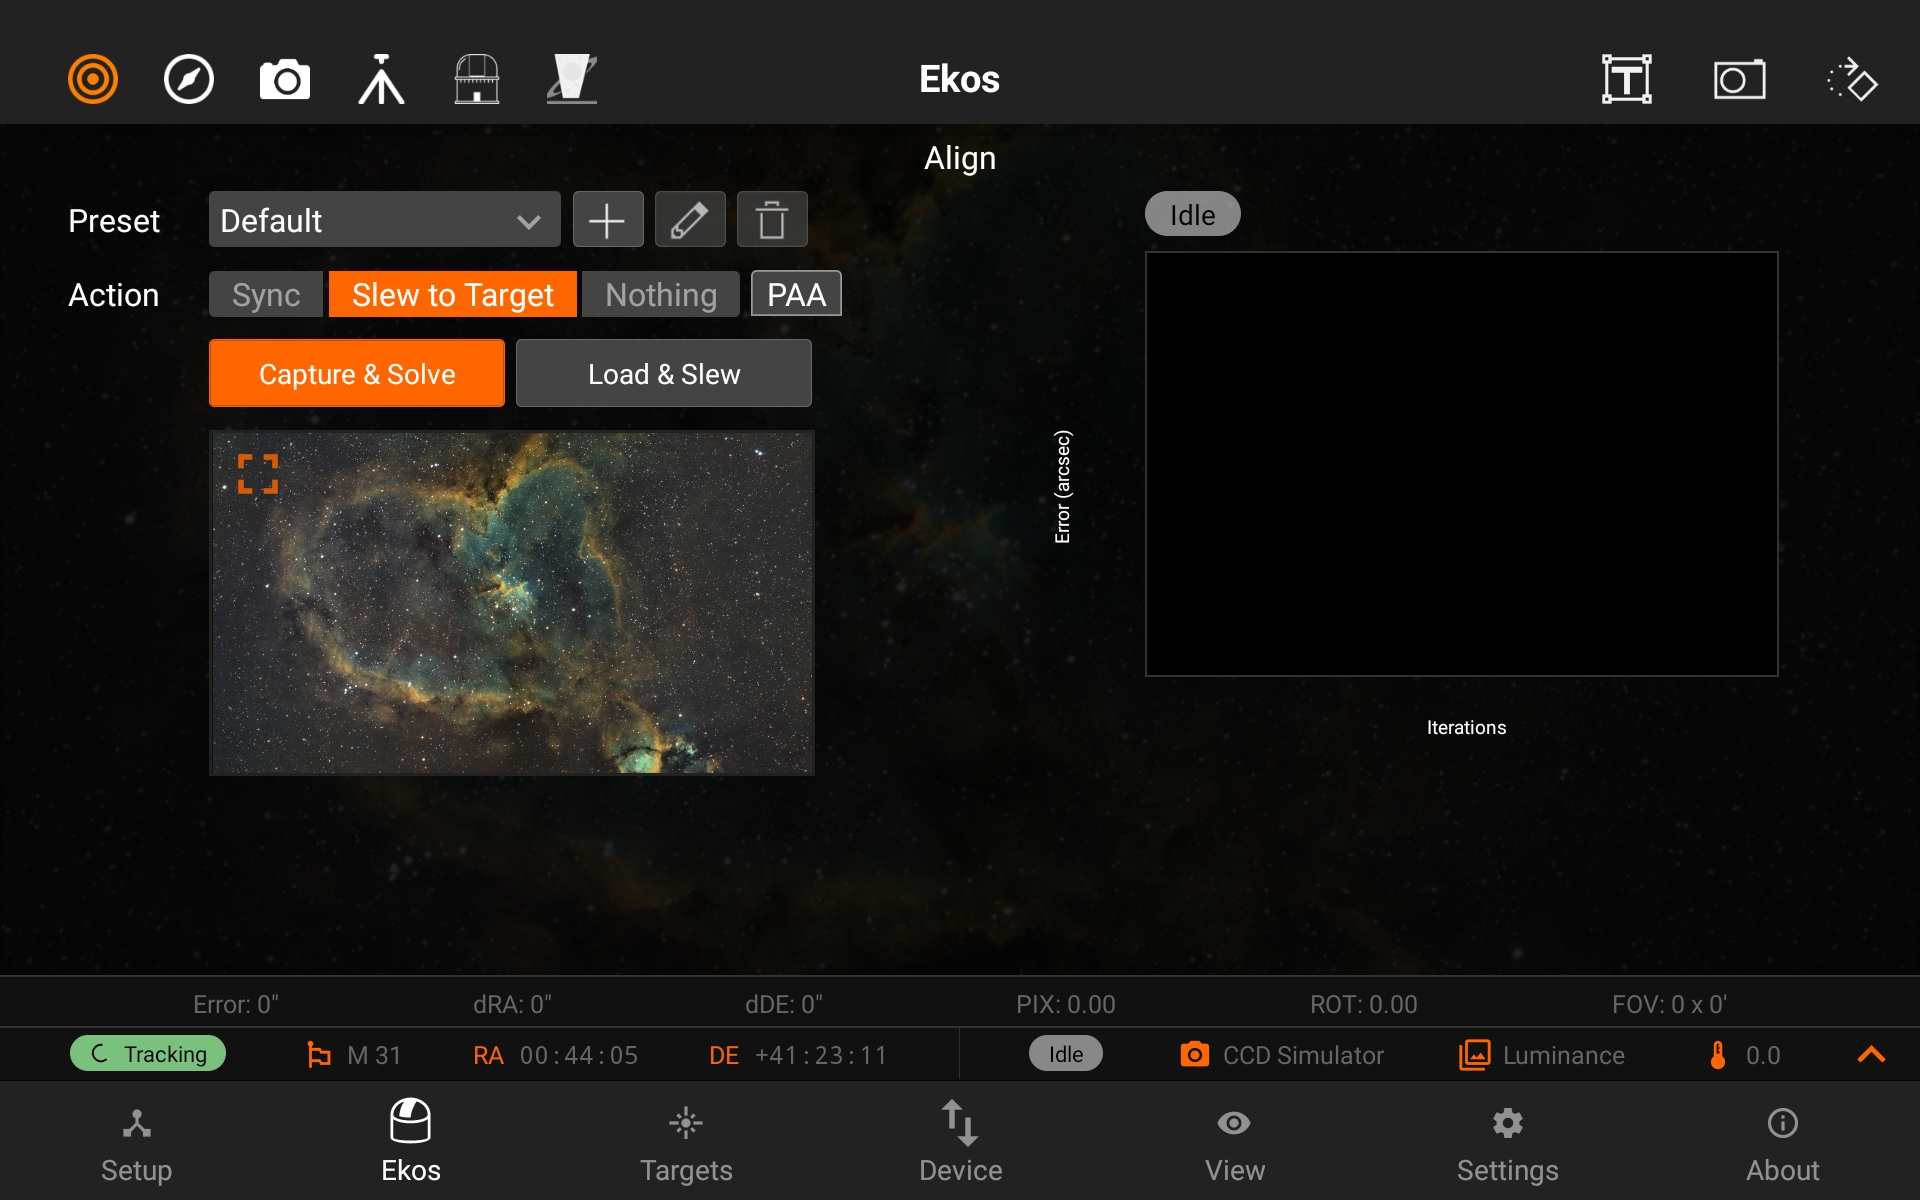 Ekos
Align
Preset Default
Idle
Action Sync Slew to Target Nothing PAA
Capture & Solve Load & Slew
Error (arcsec)
Iterations
Error: 0" dRA: 0" dDE: 0" PIX: 0.00 ROT: 0.00 FOV: 0 x 0'
Tracking M 31 RA 00:44:05 DE +41:23:11 Idle CCD Simulator Luminance 0.0
Setup Ekos Targets Device View Settings About